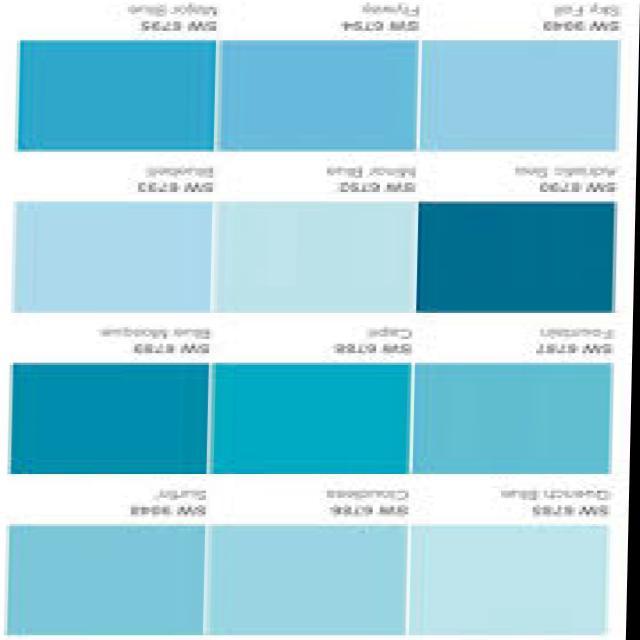 SW 6785 SW 6786 SW 9048
Quench Blue Cloudless Surfin'
SW 6787 SW 6788 SW 6789
Fountain Capri Blue Mosque
SW 6790 SW 6792 SW 6793
Adriatic Sea Minor Blue Bluebell
SW 9049 SW 6794 SW 6795
Sky Fall Flyway Major Blue